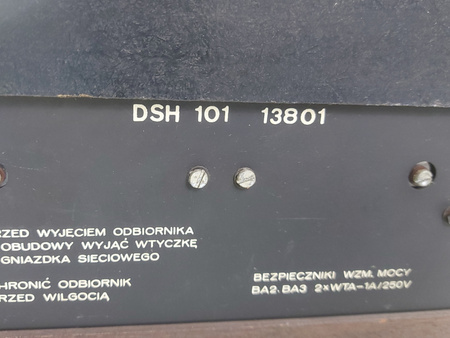 DSH 101 13801
RZED WYJĘCIEM ODBIORNIKA
OBUDOWY WYJĄĆ WTYCZKĘ
GNIAZDKA SIECIOWEGO
HRONIĆ ODBIORNIK
RZED WILGOCIĄ
BEZPIECZNIKI WZM. MOCY
BA2. BA3 2×WTA-1A/250V